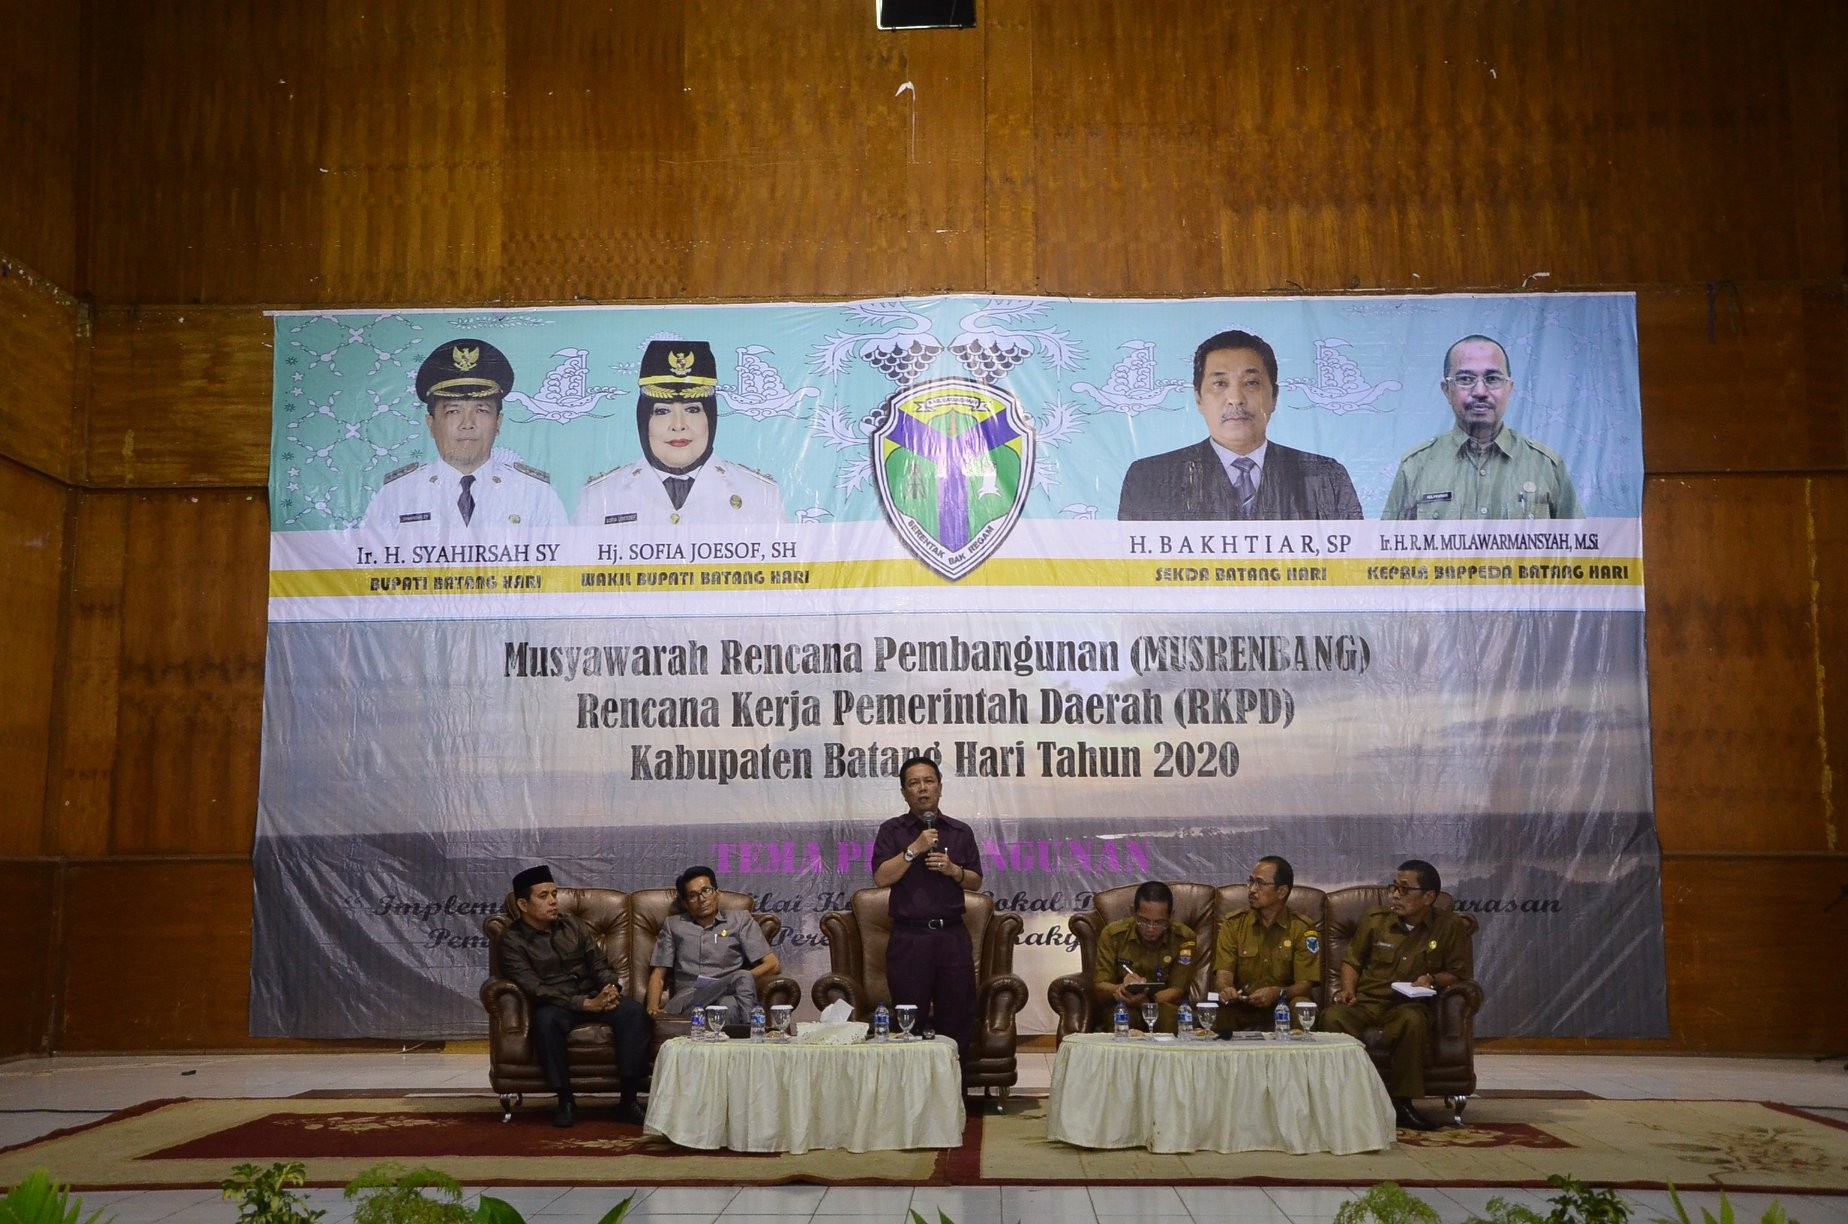 Ir. H. SYAHIRSAH SY
BUPATI BATANG HARI
Hj. SOFIA JOESOF, SH
WAKIL BUPATI BATANG HARI
SERENTAK BAK REGAM
H. BAKHTIAR, SP
SEKDA BATANG HARI
Ir. H. R. M. MULAWARMANSYAH, M.Si
KEPALA BAPPEDA BATANG HARI
Musyawarah Rencana Pembangunan (MUSRENBANG)
Rencana Kerja Pemerintah Daerah (RKPD)
Kabupaten Batang Hari Tahun 2020
TEMA